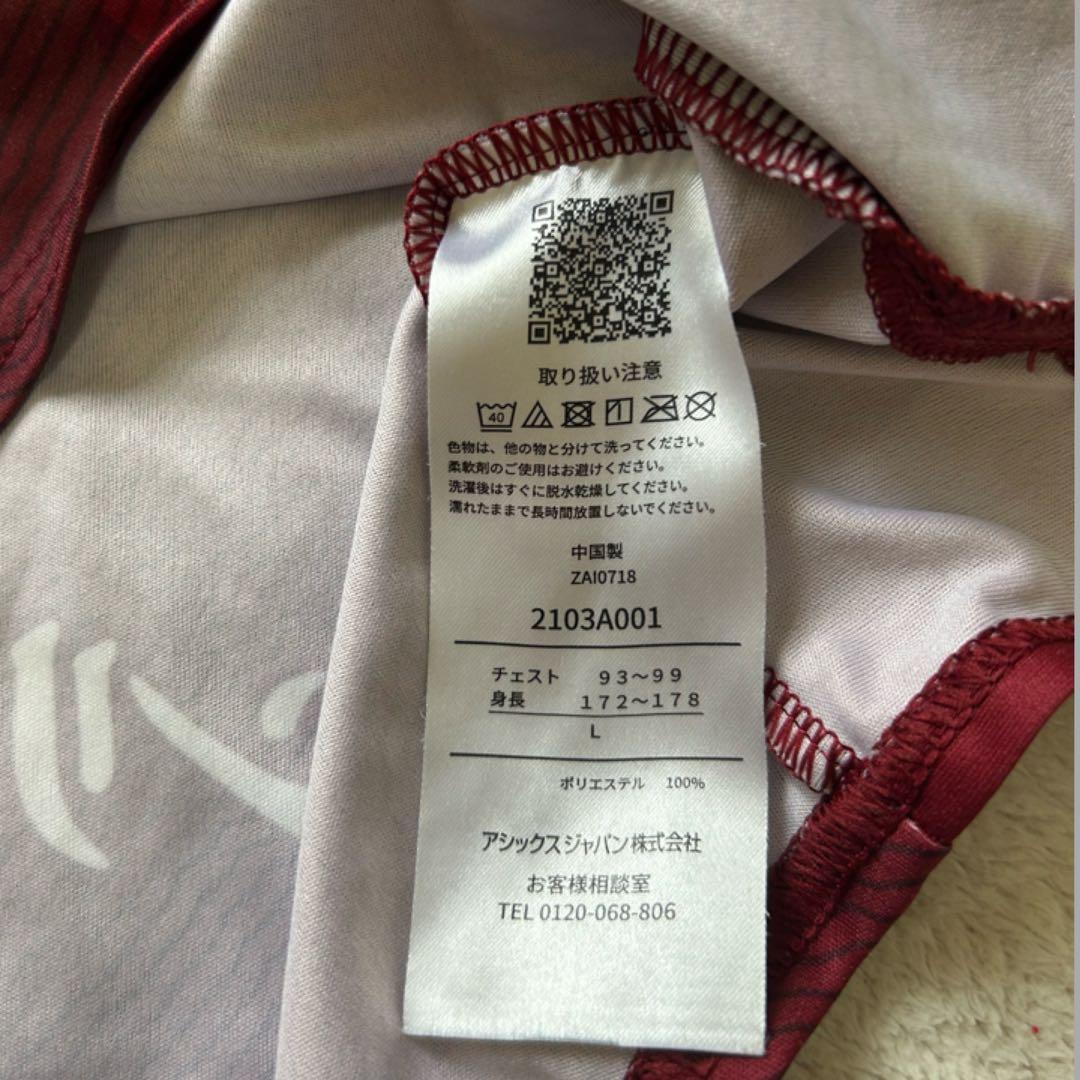 取り扱い注意
40
色物は、他の物と分けて洗ってください。
柔軟剤のご使用はお避けください。
洗濯後はすぐに脱水乾燥してください。
濡れたままで長時間放置しないでください。
中国製
ZAI0718
2103A001
チェスト 93～99
身長 172～178
L
ポリエステル 100%
アシックスジャパン株式会社
お客様相談室
TEL 0120-068-806